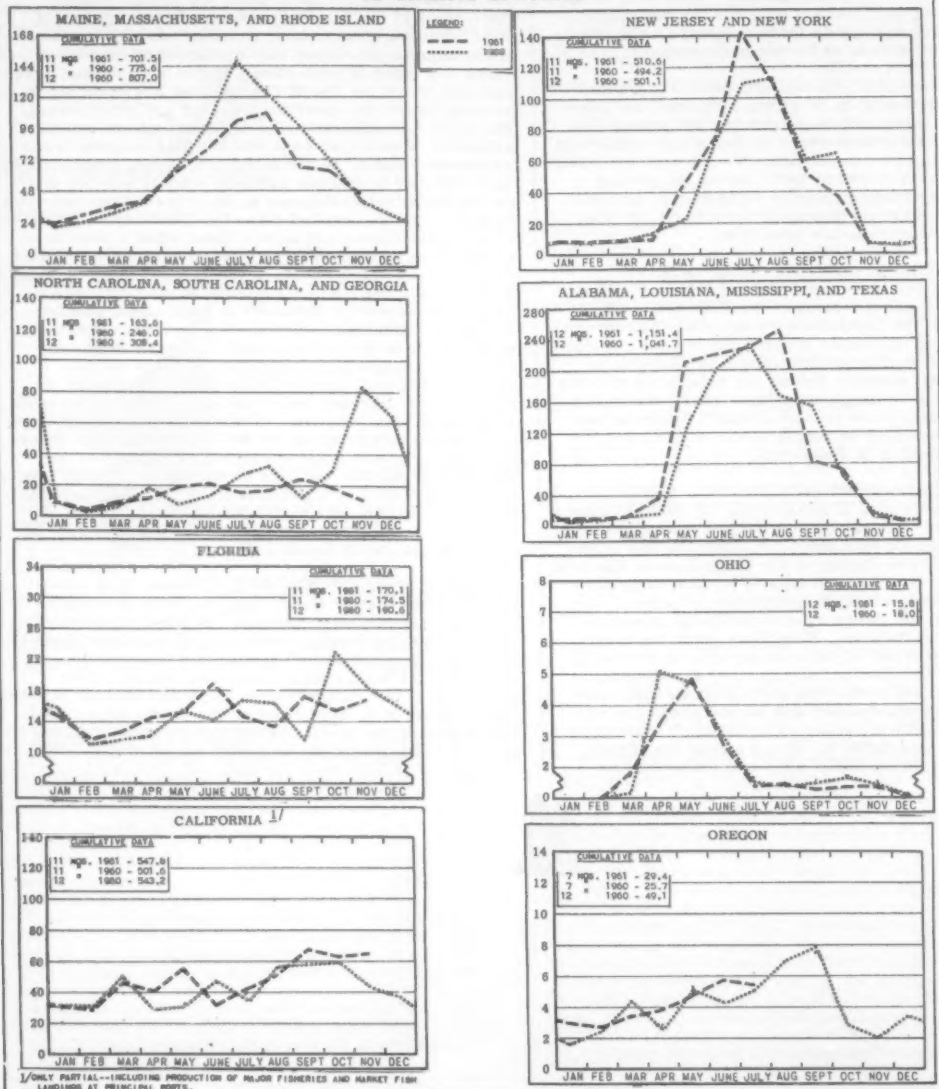 MAINE, MASSACHUSETTS, AND RHODE ISLAND
CUMULATIVE DATA
11 MOS. 1961 - 701.5
11 " 1960 - 775.6
12 " 1960 - 807.0
168
144
120
96
72
48
24
0
JAN FEB MAR APR MAY JUNE JULY AUG SEPT OCT NOV DEC
LEGEND:
1961
1960
NEW JERSEY AND NEW YORK
CUMULATIVE DATA
11 MOS. 1961 - 510.6
11 " 1960 - 494.2
12 " 1960 - 501.1
140
120
100
80
60
40
20
0
JAN FEB MAR APR MAY JUNE JULY AUG SEPT OCT NOV DEC
NORTH CAROLINA, SOUTH CAROLINA, AND GEORGIA
CUMULATIVE DATA
11 MOS 1961 - 163.6
11 " 1960 - 246.0
12 " 1960 - 308.4
140
120
100
80
60
40
20
0
JAN FEB MAR APR MAY JUNE JULY AUG SEPT OCT NOV DEC
ALABAMA, LOUISIANA, MISSISSIPPI, AND TEXAS
CUMULATIVE DATA
12 MOS. 1961 - 1,151.4
12 " 1960 - 1,041.7
280
240
200
160
120
80
40
0
JAN FEB MAR APR MAY JUNE JULY AUG SEPT OCT NOV DEC
FLORIDA
CUMULATIVE DATA
11 MOS. 1961 - 170.1
11 " 1960 - 174.5
12 " 1960 - 190.6
34
30
26
22
18
14
10
0
JAN FEB MAR APR MAY JUNE JULY AUG SEPT OCT NOV DEC
OHIO
CUMULATIVE DATA
12 MOS. 1961 - 15.8
12 " 1960 - 18.0
8
7
6
5
4
3
2
0
JAN FEB MAR APR MAY JUNE JULY AUG SEPT OCT NOV DEC
CALIFORNIA 1/
CUMULATIVE DATA
11 MOS. 1961 - 547.8
11 " 1960 - 501.6
12 " 1960 - 543.2
140
120
100
80
60
40
20
0
JAN FEB MAR APR MAY JUNE JULY AUG SEPT OCT NOV DEC
OREGON
CUMULATIVE DATA
7 MOS. 1961 - 29.4
7 " 1960 - 25.7
12 " 1960 - 49.1
14
12
10
8
6
4
2
0
JAN FEB MAR APR MAY JUNE JULY AUG SEPT OCT NOV DEC
1/ONLY PARTIAL--INCLUDING PRODUCTION OF MAJOR FISHERIES AND MARKET FISH
LANDINGS AT PRINCIPAL PORTS.